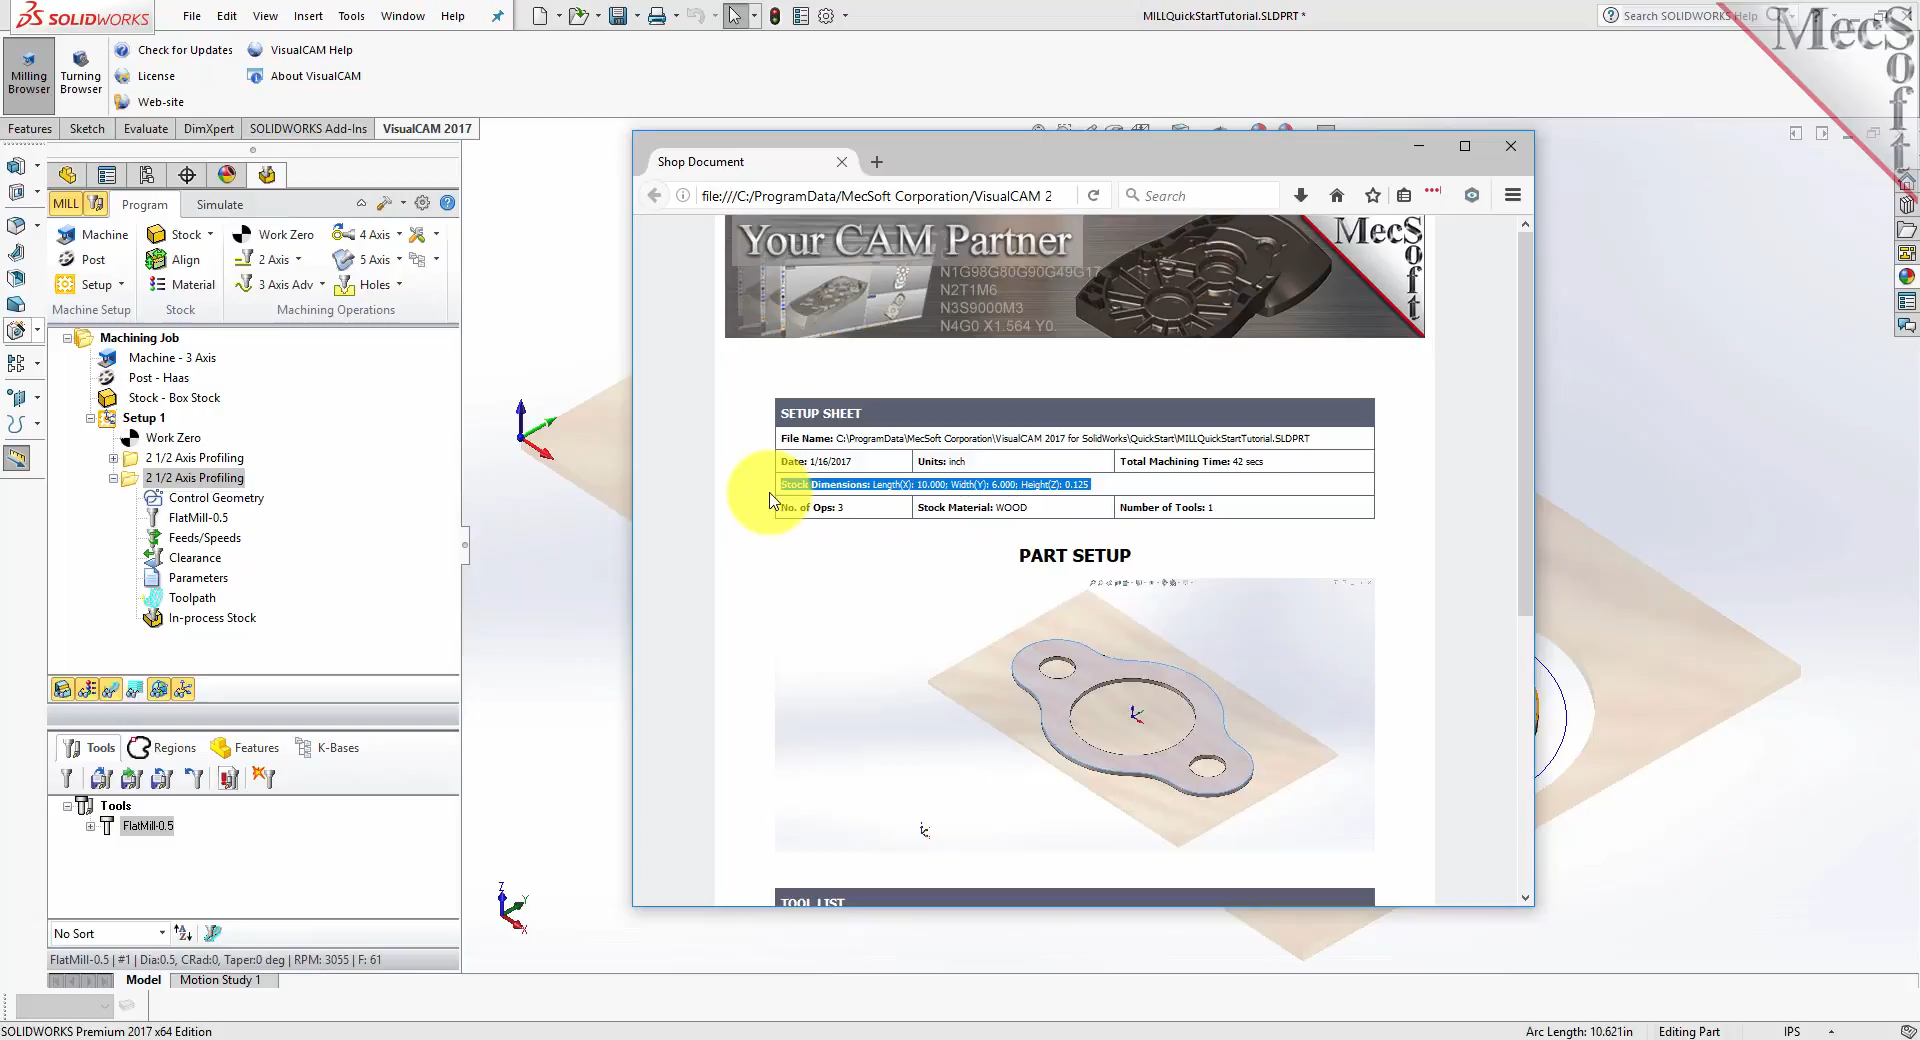 SOLIDWORKS
File Edit View Insert Tools Window Help
MILLQuickStartTutorial.SLDPRT *
Search SOLIDWORKS Help
MecSoft
Milling Browser
Turning Browser
Check for Updates
VisualCAM Help
License
About VisualCAM
Web-site
Features Sketch Evaluate DimXpert SOLIDWORKS Add-Ins VisualCAM 2017
MILL Program Simulate
Machine Stock Work Zero 4 Axis
Post Align 2 Axis 5 Axis
Setup Material 3 Axis Adv Holes
Machine Setup Stock Machining Operations
Machining Job
Machine - 3 Axis
Post - Haas
Stock - Box Stock
Setup 1
Work Zero
2 1/2 Axis Profiling
2 1/2 Axis Profiling
Control Geometry
FlatMill-0.5
Feeds/Speeds
Clearance
Parameters
Toolpath
In-process Stock
Tools Regions Features K-Bases
Tools
FlatMill-0.5
No Sort
FlatMill-0.5 | #1 | Dia:0.5, CRad:0, Taper:0 deg | RPM: 3055 | F: 61
Model Motion Study 1
SOLIDWORKS Premium 2017 x64 Edition
Arc Length: 10.621in Editing Part IPS
Z
Y
X
Shop Document
file:///C:/ProgramData/MecSoft Corporation/VisualCAM 2
Search
Your CAM Partner
MecSoft
N1G98G80G90G49G17
N2T1M6
N3S9000M3
N4G0 X1.564 Y0.
SETUP SHEET
File Name: C:\ProgramData\MecSoft Corporation\VisualCAM 2017 for SolidWorks\QuickStart\MILLQuickStartTutorial.SLDPRT
Date: 1/16/2017 Units: inch Total Machining Time: 42 secs
Stock Dimensions: Length(X): 10.000; Width(Y): 6.000; Height(Z): 0.125
No. of Ops: 3 Stock Material: WOOD Number of Tools: 1
PART SETUP
TOOL LIST